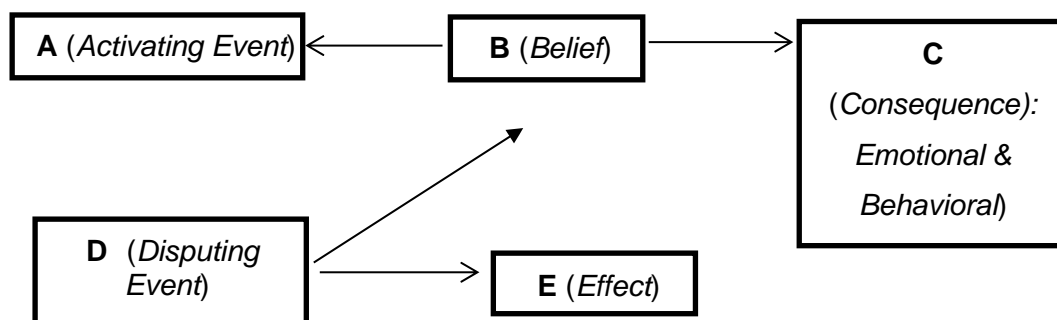 A (Activating Event)
B (Belief)
C
(Consequence):
Emotional &
Behavioral)
D (Disputing
Event)
E (Effect)